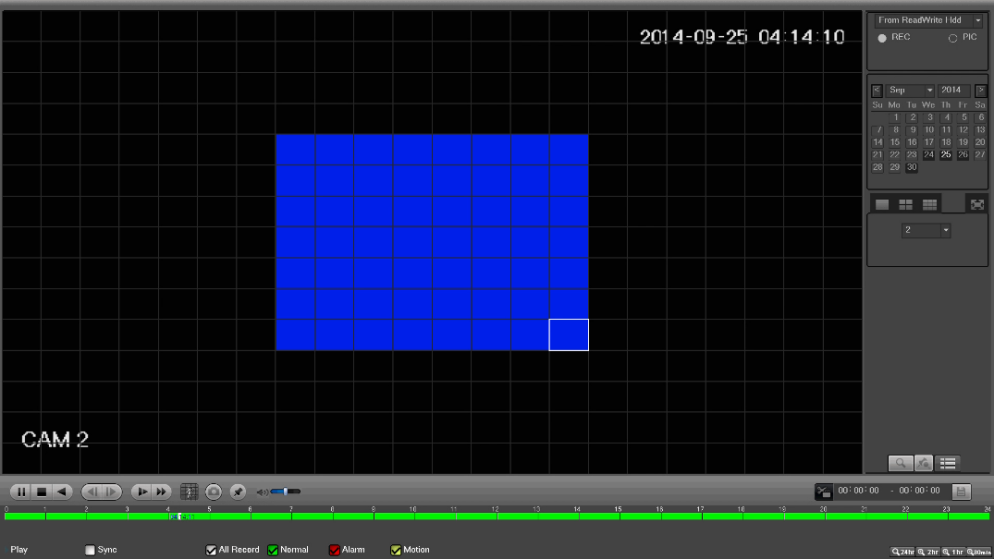 2014-09-25 04:14:10
CAM 2
From ReadWrite Hdd
REC PIC
Sep 2014
Su Mo Tu We Th Fr Sa
1 2 3 4 5 6
7 8 9 10 11 12 13
14 15 16 17 18 19 20
21 22 23 24 25 26 27
28 29 30
2
00:00:00 - 00:00:00
0 1 2 3 4 5 6 7 8 9 10 11 12 13 14 15 16 17 18 19 20 21 22 23 24
Play Sync All Record Normal Alarm Motion
24hr 2hr 1hr 30min